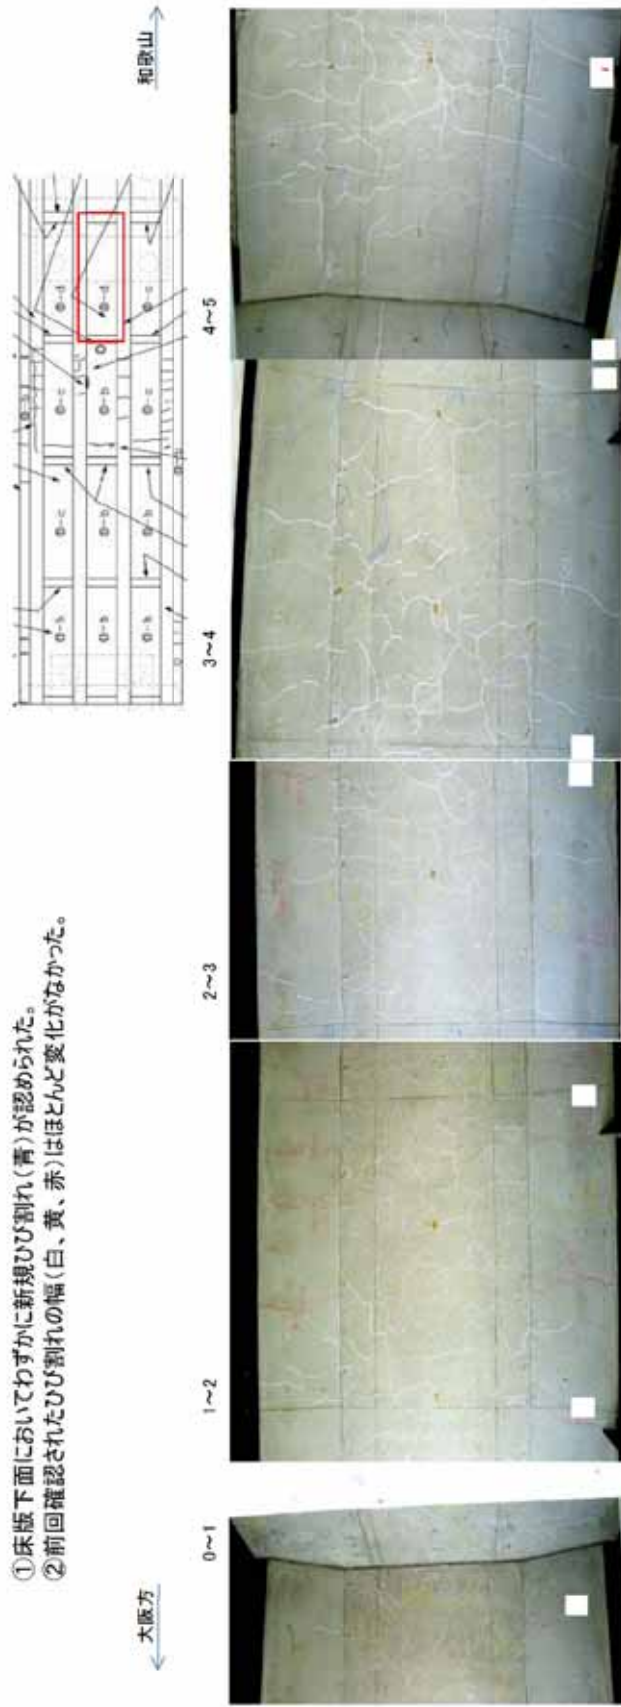 ①床版下面においてわずかに新規ひび割れ(青)が認められた。
②前回確認されたひび割れの幅(白、黄、赤)はほとんど変化がなかった。
大阪方
和歌山
0~1
1~2
2~3
3~4
4~5